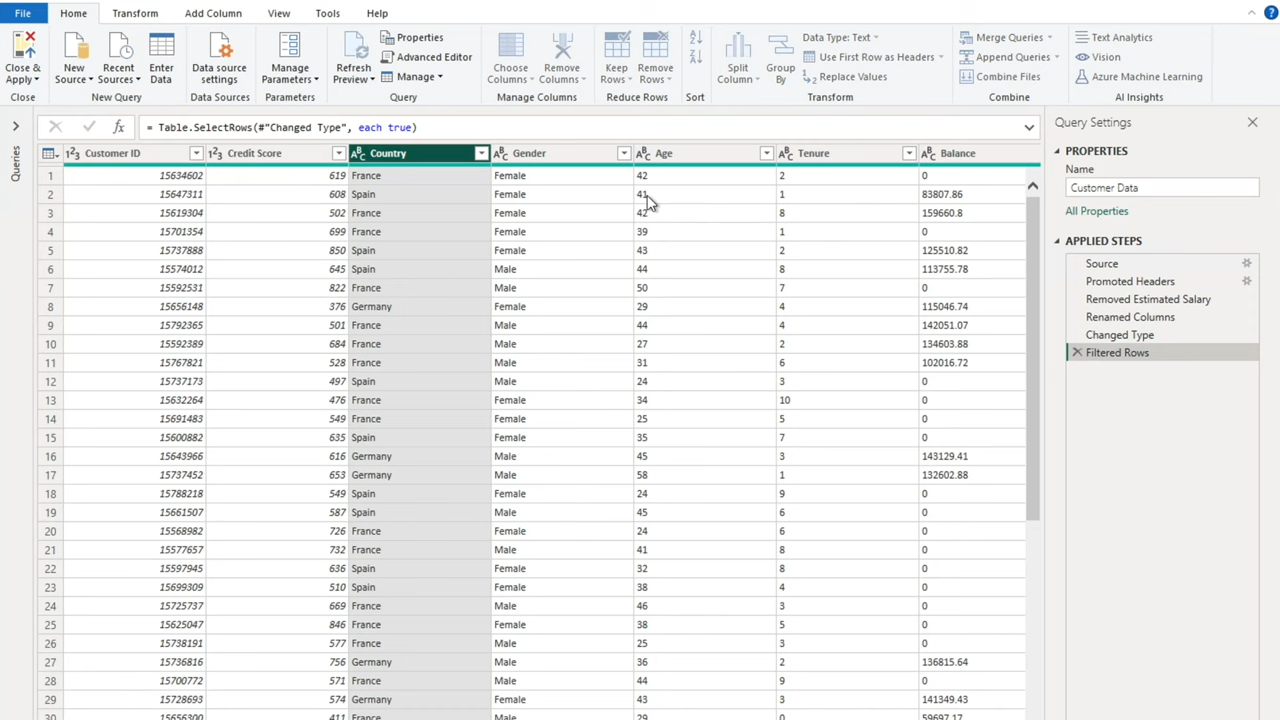 File Home Transform Add Column View Tools Help
Close & Apply New Source Recent Sources Enter Data Data source settings Manage Parameters Refresh Preview Properties Advanced Editor Manage Choose Columns Remove Columns Keep Rows Remove Rows Split Column Group By Data Type: Text Use First Row as Headers Replace Values Merge Queries Append Queries Combine Files Text Analytics Vision Azure Machine Learning
Close New Query Data Sources Parameters Query Manage Columns Reduce Rows Sort Transform Combine AI Insights
Queries
= Table.SelectRows(#"Changed Type", each true)
Customer ID Credit Score Country Gender Age Tenure Balance
1 15634602 619 France Female 42 2 0
2 15647311 608 Spain Female 41 1 83807.86
3 15619304 502 France Female 42 8 159660.8
4 15701354 699 France Female 39 1 0
5 15737888 850 Spain Female 43 2 125510.82
6 15574012 645 Spain Male 44 8 113755.78
7 15592531 822 France Male 50 7 0
8 15656148 376 Germany Female 29 4 115046.74
9 15792365 501 France Male 44 4 142051.07
10 15592389 684 France Male 27 2 134603.88
11 15767821 528 France Male 31 6 102016.72
12 15737173 497 Spain Male 24 3 0
13 15632264 476 France Female 34 10 0
14 15691483 549 France Female 25 5 0
15 15600882 635 Spain Female 35 7 0
16 15643966 616 Germany Male 45 3 143129.41
17 15737452 653 Germany Male 58 1 132602.88
18 15788218 549 Spain Female 24 9 0
19 15661507 587 Spain Male 45 6 0
20 15568982 726 France Female 24 6 0
21 15577657 732 France Male 41 8 0
22 15597945 636 Spain Female 32 8 0
23 15699309 510 Spain Female 38 4 0
24 15725737 669 France Male 46 3 0
25 15625047 846 France Female 38 5 0
26 15738191 577 France Male 25 3 0
27 15736816 756 Germany Male 36 2 136815.64
28 15700772 571 France Male 44 9 0
29 15728693 574 Germany Female 43 3 141349.43
30 15656300 411 France Male 29 0 59697.17
Query Settings
PROPERTIES
Name
Customer Data
All Properties
APPLIED STEPS
Source
Promoted Headers
Removed Estimated Salary
Renamed Columns
Changed Type
Filtered Rows